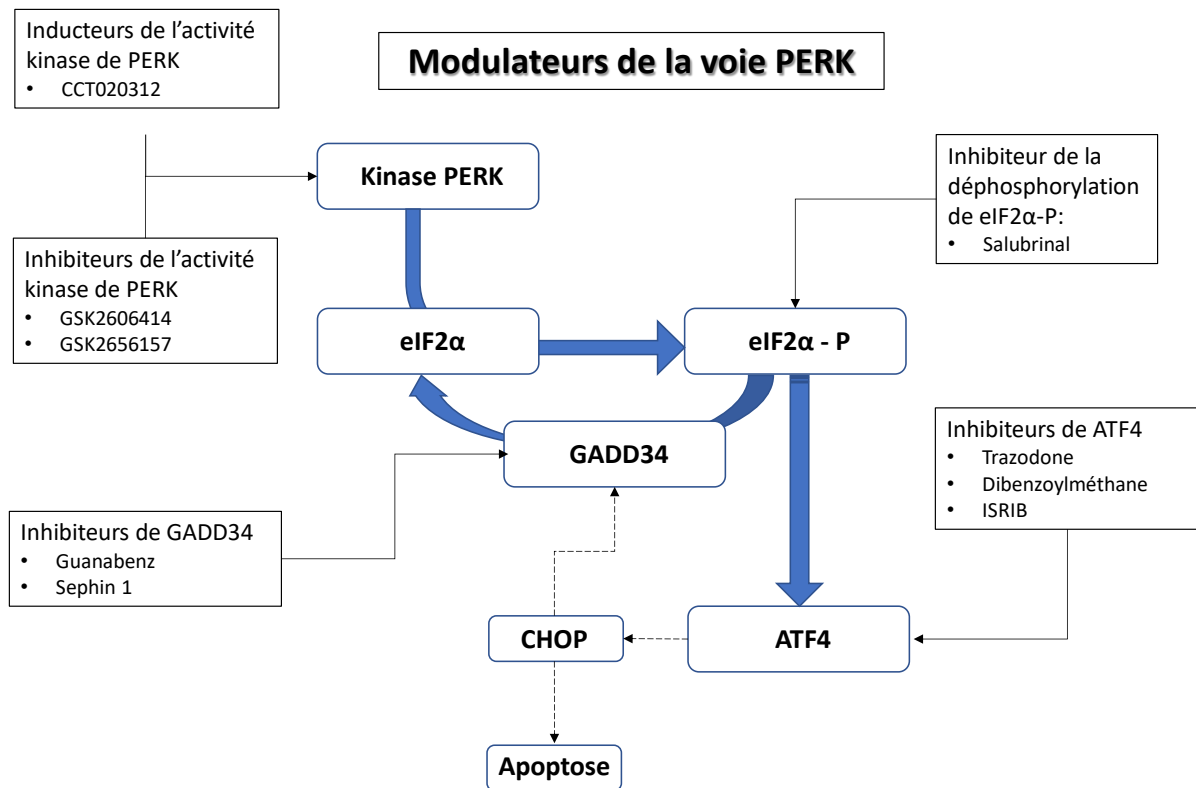 Inducteurs de l’activité
kinase de PERK
• CCT020312
Modulateurs de la voie PERK
Kinase PERK
Inhibiteur de la
déphosphorylation
de eIF2α-P:
• Salubrinal
Inhibiteurs de l’activité
kinase de PERK
• GSK2606414
• GSK2656157
eIF2α
eIF2α - P
GADD34
Inhibiteurs de ATF4
• Trazodone
• Dibenzoylméthane
• ISRIB
Inhibiteurs de GADD34
• Guanabenz
• Sephin 1
CHOP
ATF4
Apoptose